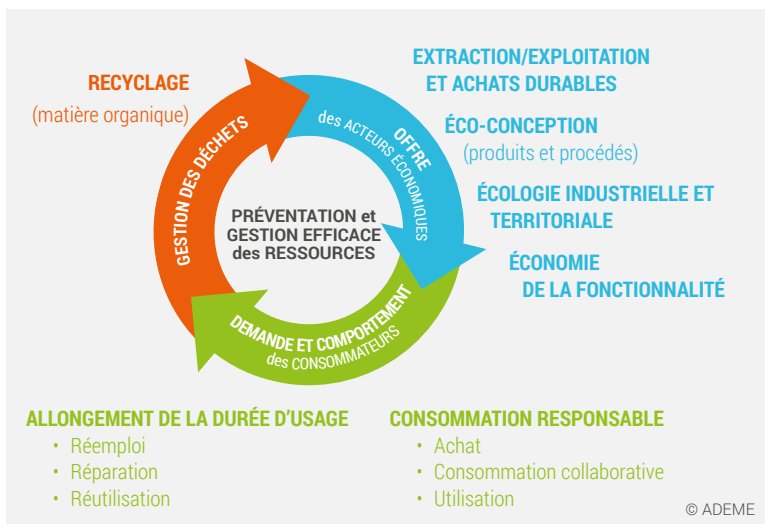 RECYCLAGE
(matière organique)
EXTRACTION/EXPLOITATION
ET ACHATS DURABLES
ÉCO-CONCEPTION
(produits et procédés)
ÉCOLOGIE INDUSTRIELLE ET
TERRITORIALE
ÉCONOMIE
DE LA FONCTIONNALITÉ
GESTION DES DÉCHETS
OFFRE
des ACTEURS ÉCONOMIQUES
PRÉVENTATION et
GESTION EFFICACE
des RESSOURCES
DEMANDE ET COMPORTEMENT
des CONSOMMATEURS
ALLONGEMENT DE LA DURÉE D'USAGE
• Réemploi
• Réparation
• Réutilisation
CONSOMMATION RESPONSABLE
• Achat
• Consommation collaborative
• Utilisation
© ADEME